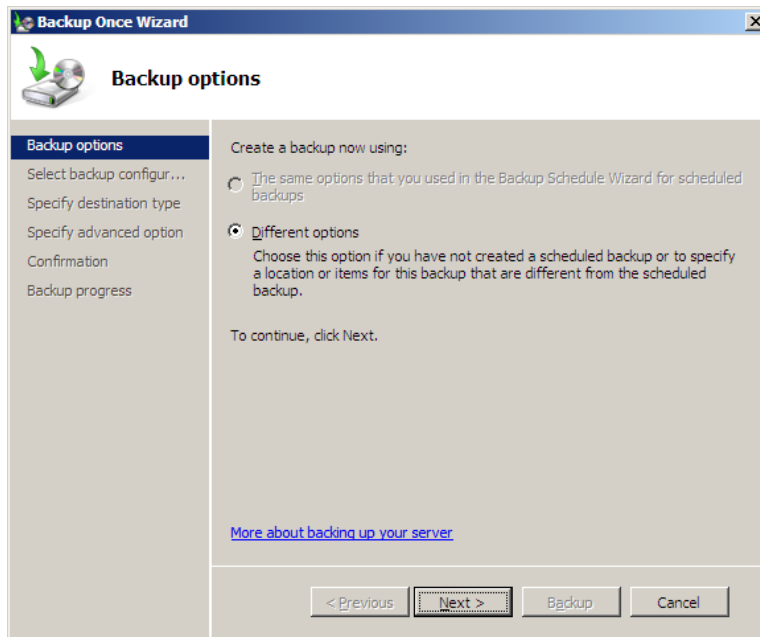 Backup Once Wizard
Backup options
Backup options
Select backup configur...
Specify destination type
Specify advanced option
Confirmation
Backup progress
Create a backup now using:
The same options that you used in the Backup Schedule Wizard for scheduled
backups
Different options
Choose this option if you have not created a scheduled backup or to specify
a location or items for this backup that are different from the scheduled
backup.
To continue, click Next.
More about backing up your server
< Previous Next > Backup Cancel